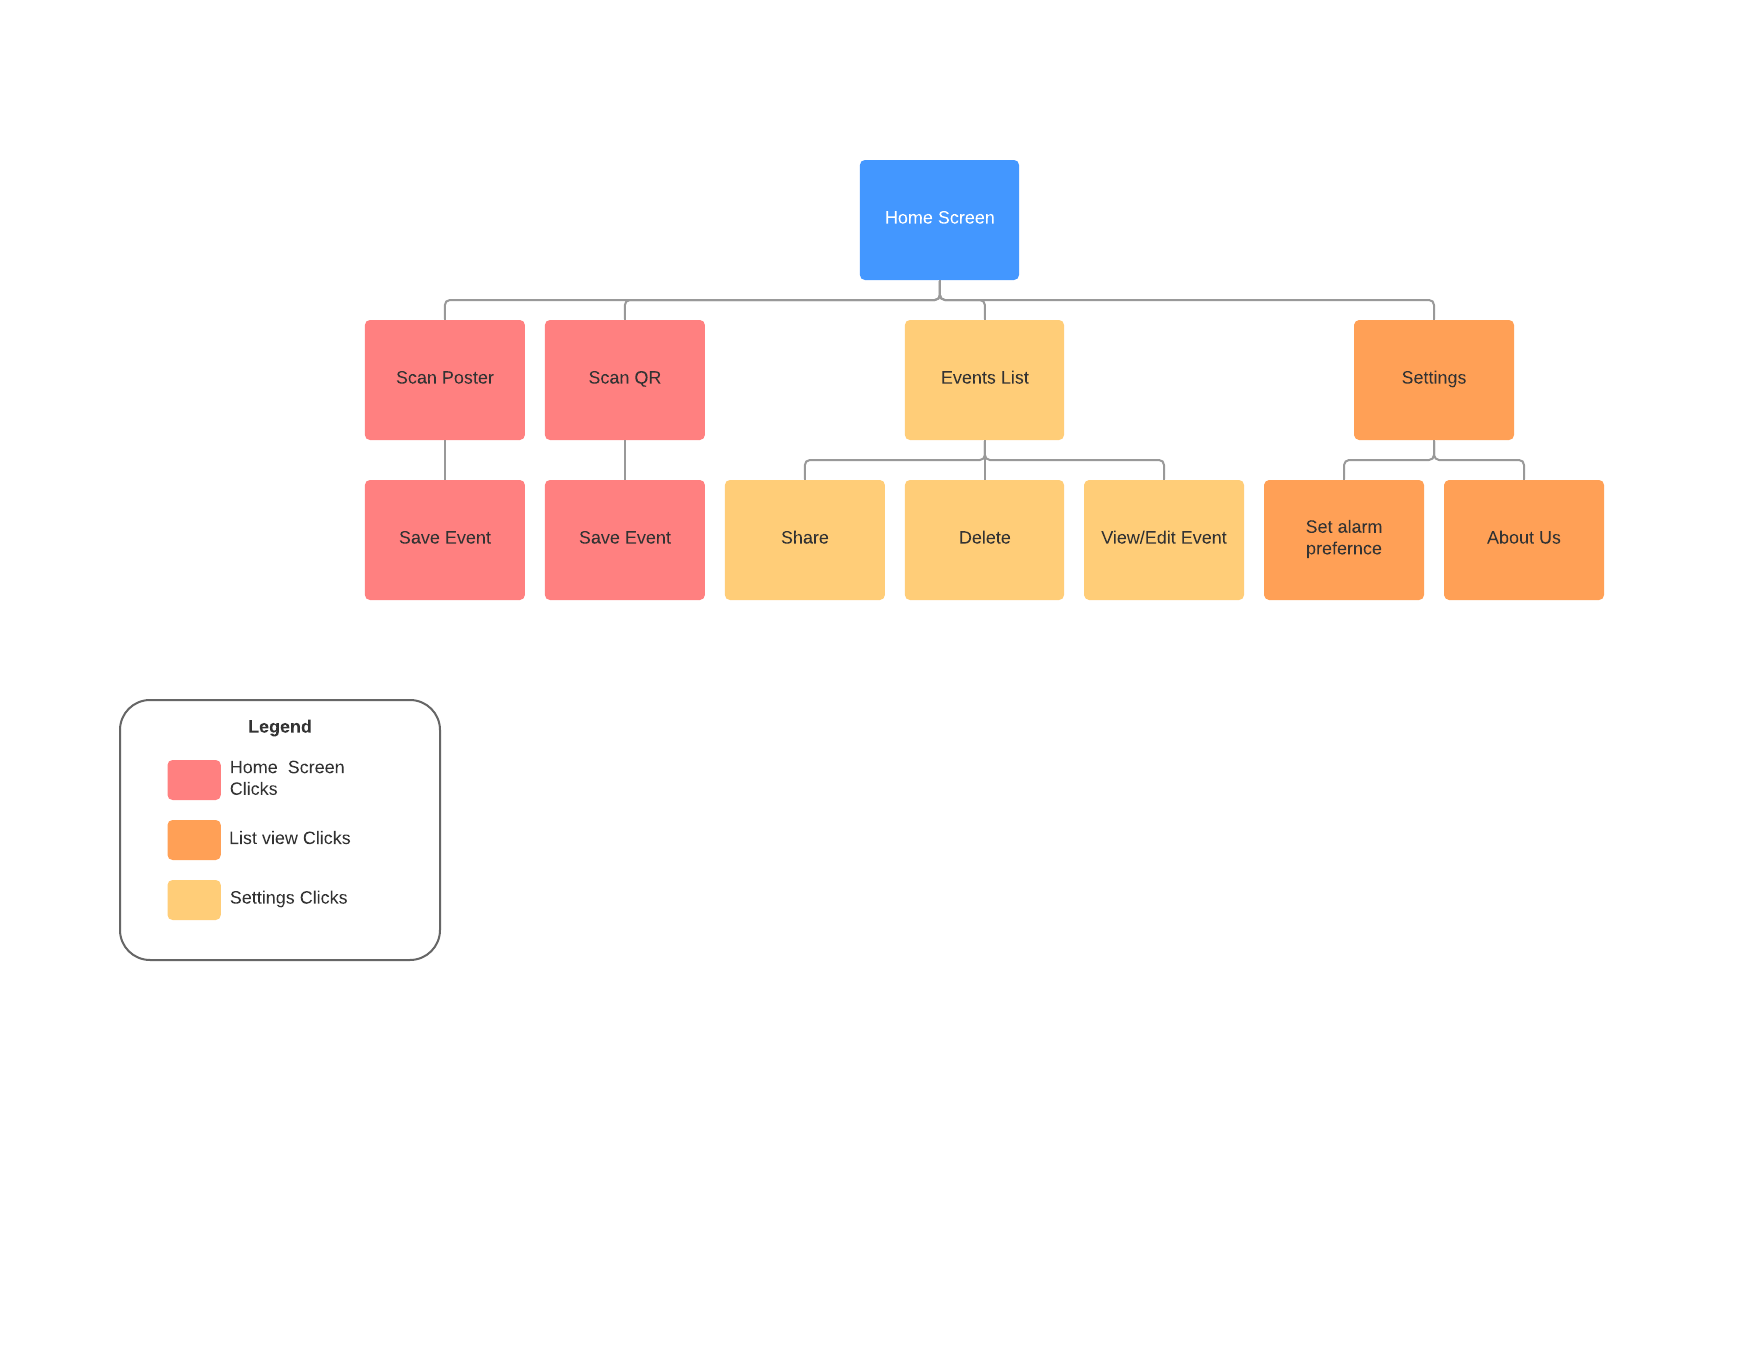 Home Screen
Scan Poster
Scan QR
Events List
Settings
Save Event
Save Event
Share
Delete
View/Edit Event
Set alarm
prefernce
About Us
Legend
Home  Screen
Clicks
List view Clicks
Settings Clicks